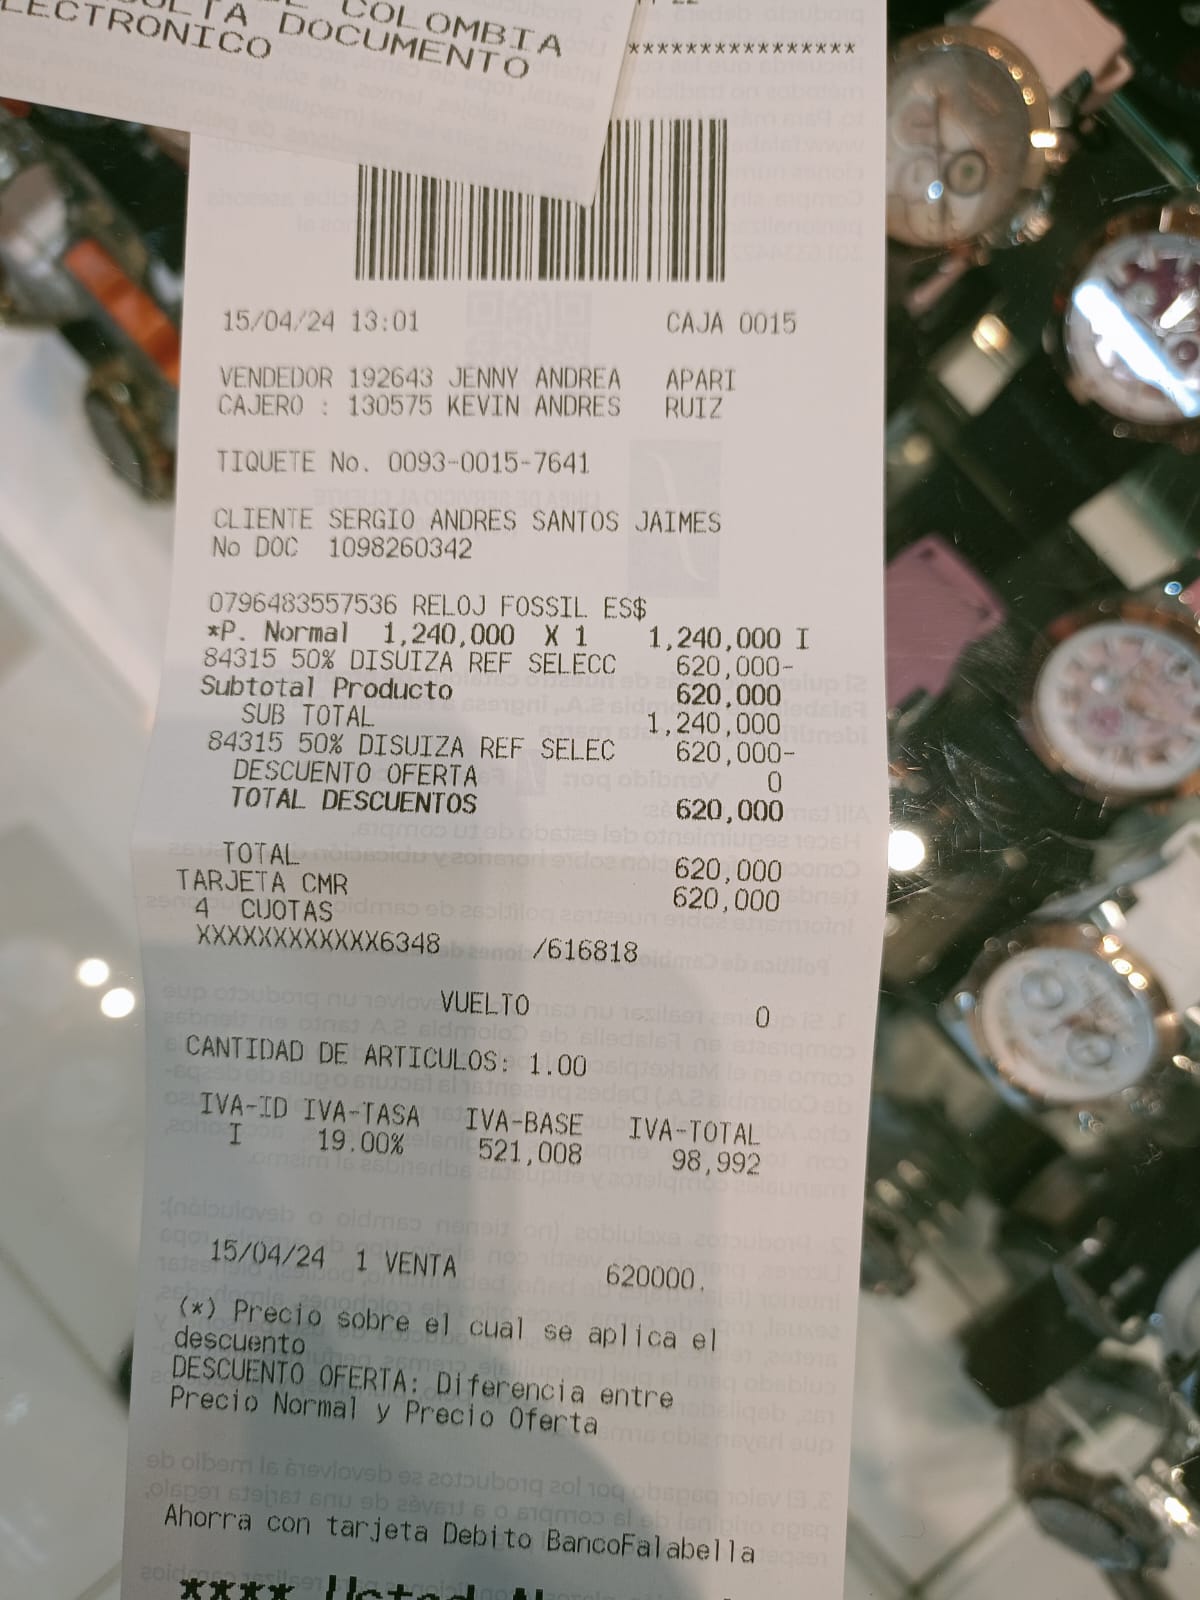 COLOMBIA
DOCUMENTO
ECTRONICO
****************
15/04/24 13:01 CAJA 0015
VENDEDOR 192643 JENNY ANDREA APARI
CAJERO : 130575 KEVIN ANDRES RUIZ
TIQUETE No. 0093-0015-7641
CLIENTE SERGIO ANDRES SANTOS JAIMES
No DOC 1098260342
0796483557536 RELOJ FOSSIL ES$
*P. Normal 1,240,000 X 1 1,240,000 I
84315 50% DISUIZA REF SELECC 620,000-
Subtotal Producto 620,000
SUB TOTAL 1,240,000
84315 50% DISUIZA REF SELEC 620,000-
DESCUENTO OFERTA 0
TOTAL DESCUENTOS 620,000
TOTAL 620,000
TARJETA CMR 620,000
4 CUOTAS
XXXXXXXXXXXX6348 /616818
VUELTO 0
CANTIDAD DE ARTICULOS: 1.00
IVA-ID IVA-TASA IVA-BASE IVA-TOTAL
I 19.00% 521,008 98,992
15/04/24 1 VENTA 620000.
(*) Precio sobre el cual se aplica el
descuento
DESCUENTO OFERTA: Diferencia entre
Precio Normal y Precio Oferta
Ahorra con tarjeta Debito BancoFalabella
**** Usted